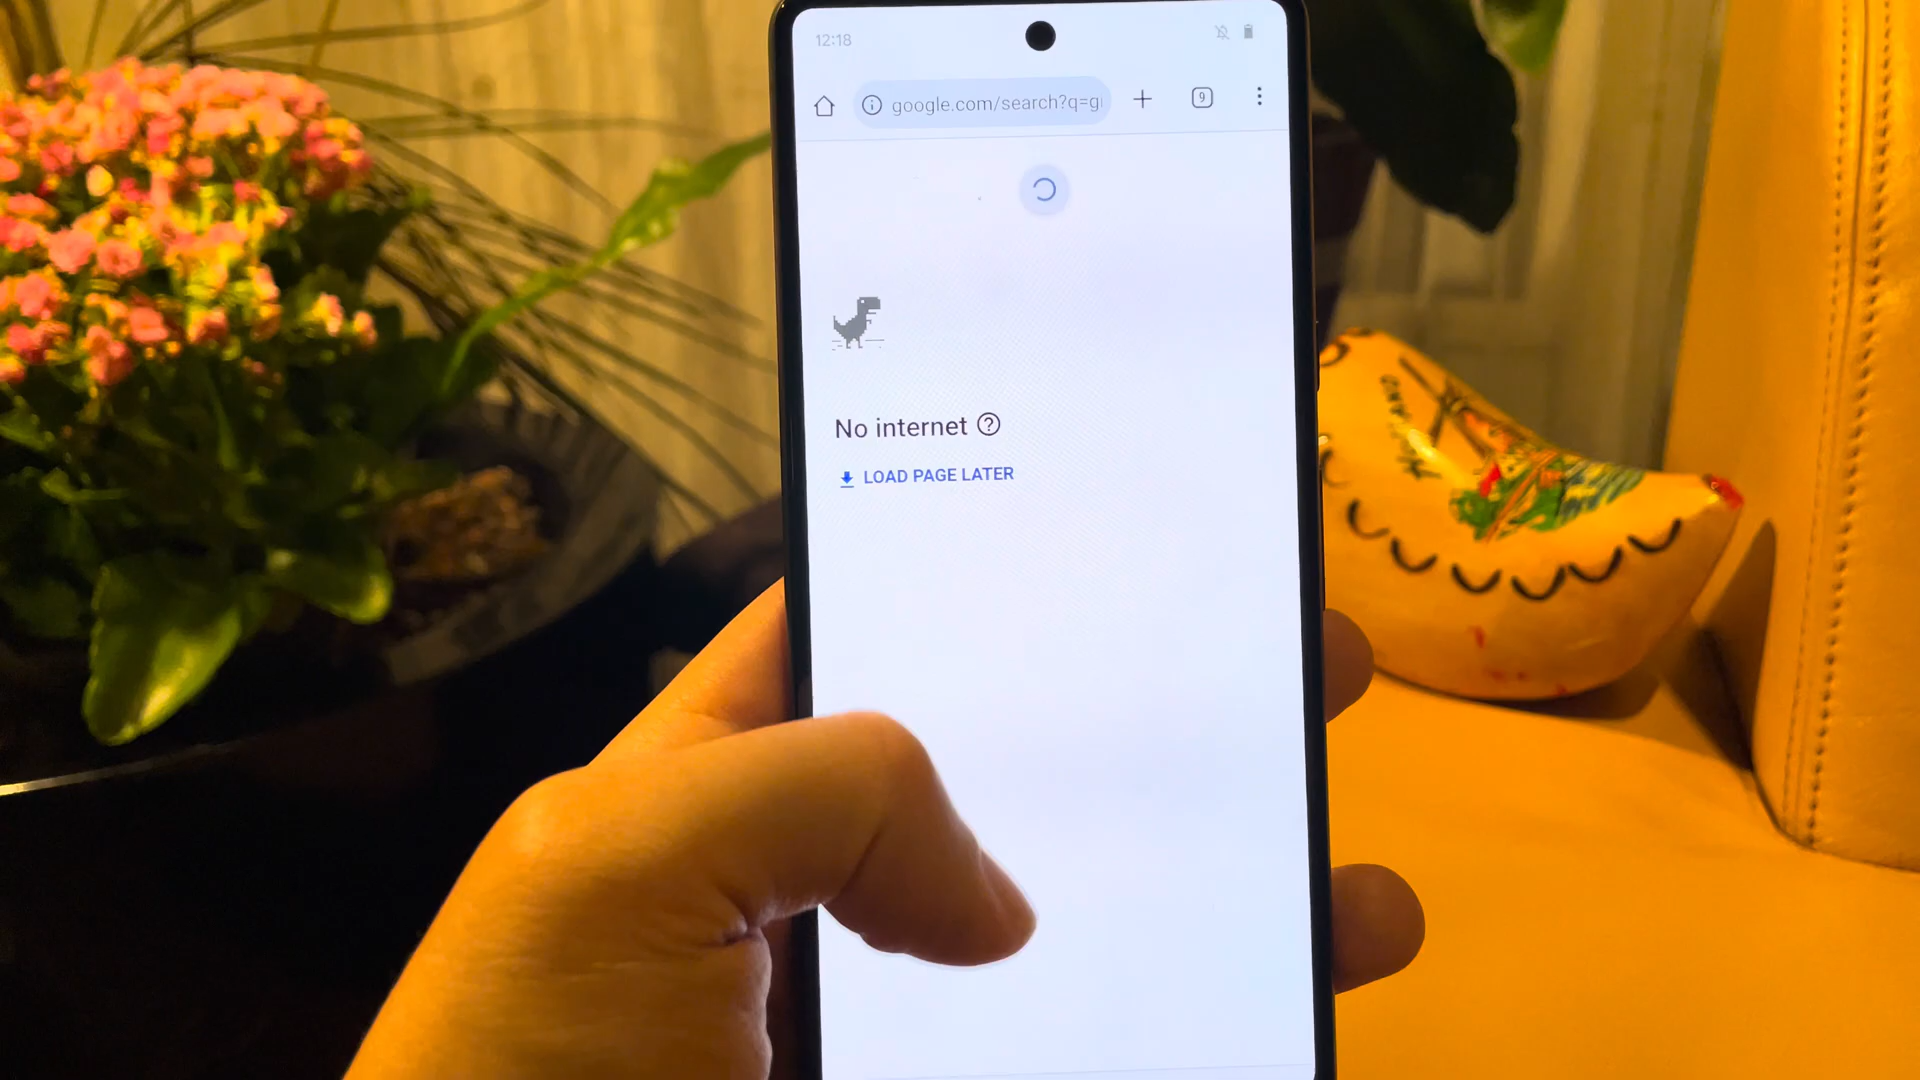 12:18
google.com/search?q=g
9
No internet
LOAD PAGE LATER